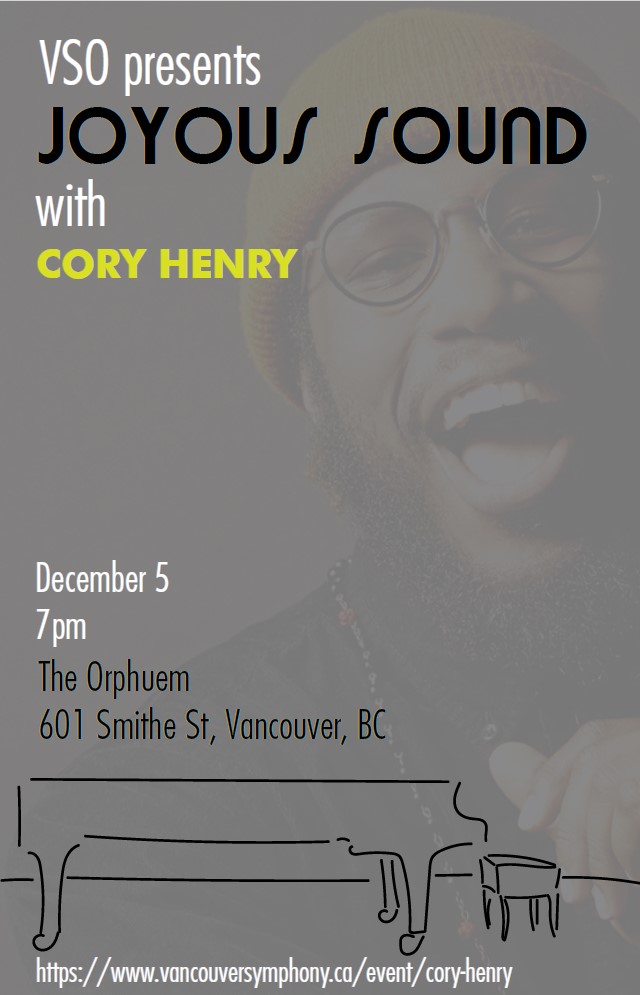 VSO presents
JOYOUS SOUND
with
CORY HENRY
December 5
7pm
The Orphuem
601 Smithe St, Vancouver, BC
https://www.vancouversymphony.ca/event/cory-henry